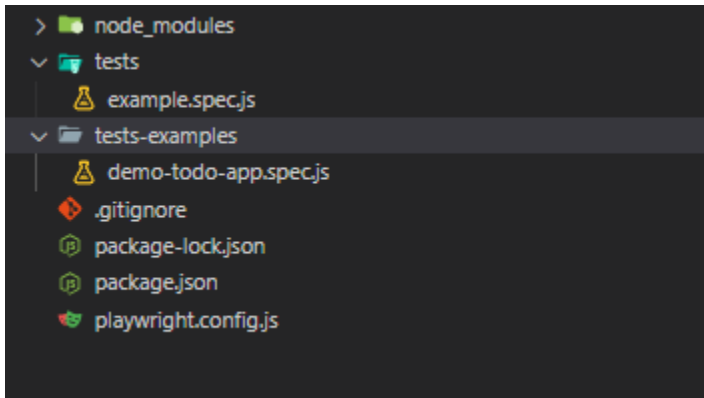 node_modules
tests
example.spec.js
tests-examples
demo-todo-app.spec.js
.gitignore
package-lock.json
package.json
playwright.config.js